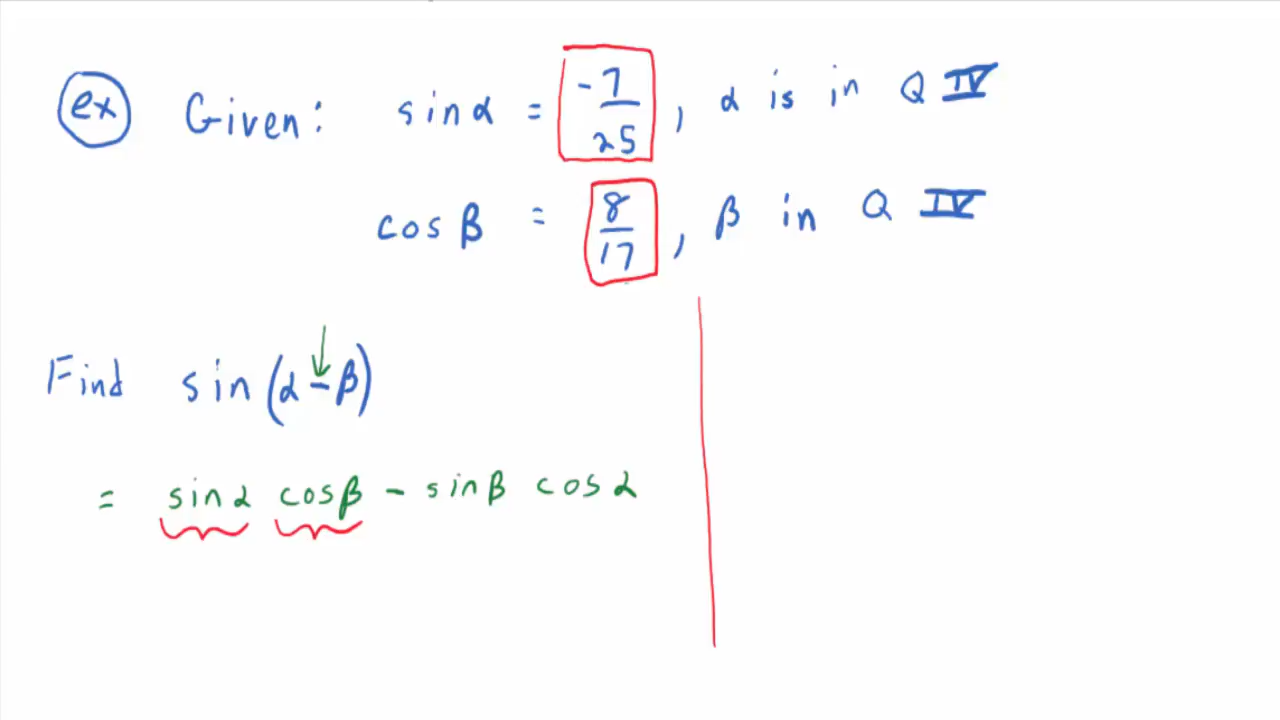 ex Given: sin α = -7/25, α is in Q IV
cos β = 8/17, β in Q IV
Find sin(α - β)
= sin α cos β - sin β cos α